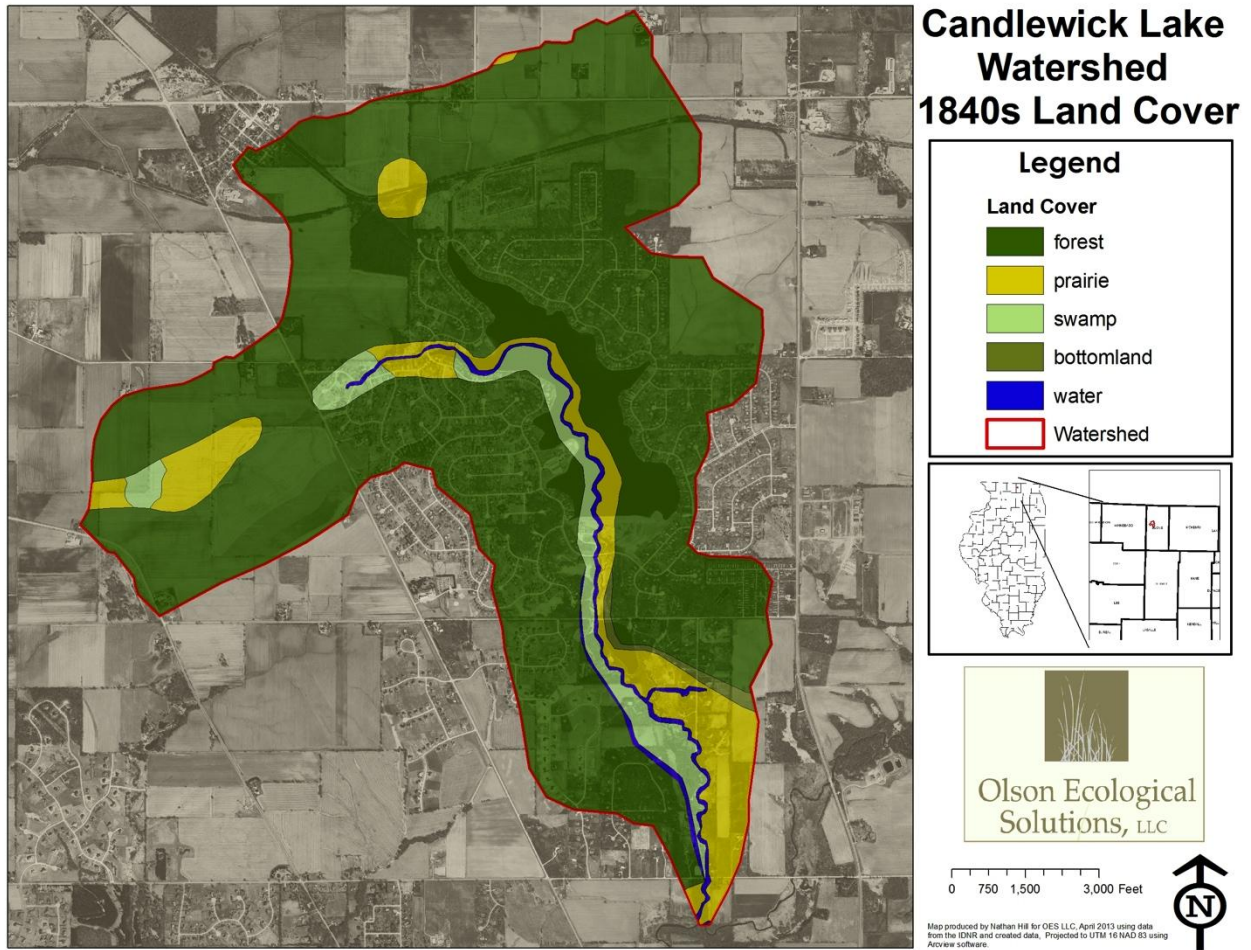 Candlewick Lake
Watershed
1840s Land Cover
Legend
Land Cover
forest
prairie
swamp
bottomland
water
Watershed
Olson Ecological
Solutions, LLC
0 750 1,500 3,000 Feet
N
Map produced by Nathan Hill for OES LLC, April 2013 using data
from the IDNR and created data, Projected to UTM 16 NAD 83 using
Arcview software.